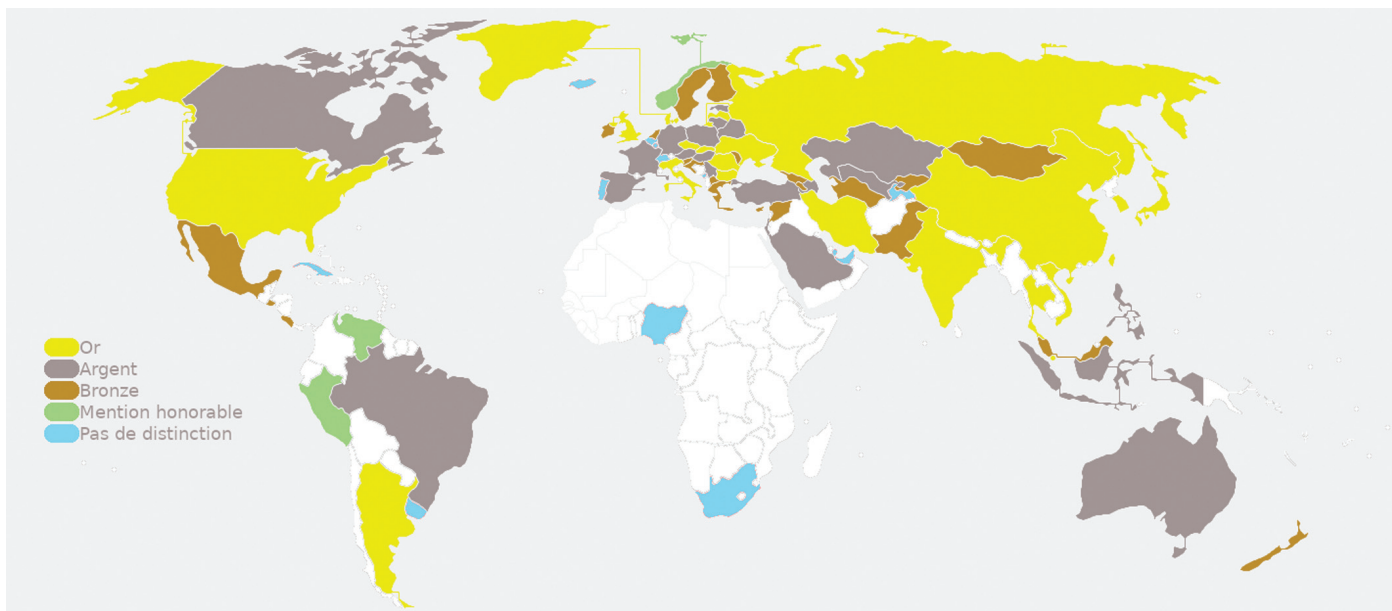 Or
Argent
Bronze
Mention honorable
Pas de distinction